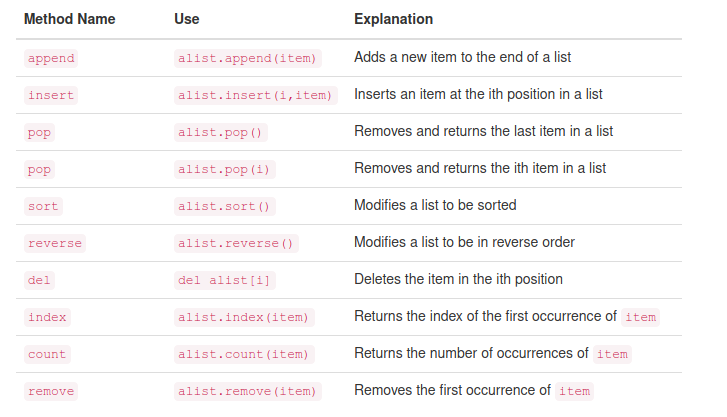 Method Name Use Explanation
append alist.append(item) Adds a new item to the end of a list
insert alist.insert(i,item) Inserts an item at the ith position in a list
pop alist.pop() Removes and returns the last item in a list
pop alist.pop(i) Removes and returns the ith item in a list
sort alist.sort() Modifies a list to be sorted
reverse alist.reverse() Modifies a list to be in reverse order
del del alist[i] Deletes the item in the ith position
index alist.index(item) Returns the index of the first occurrence of item
count alist.count(item) Returns the number of occurrences of item
remove alist.remove(item) Removes the first occurrence of item